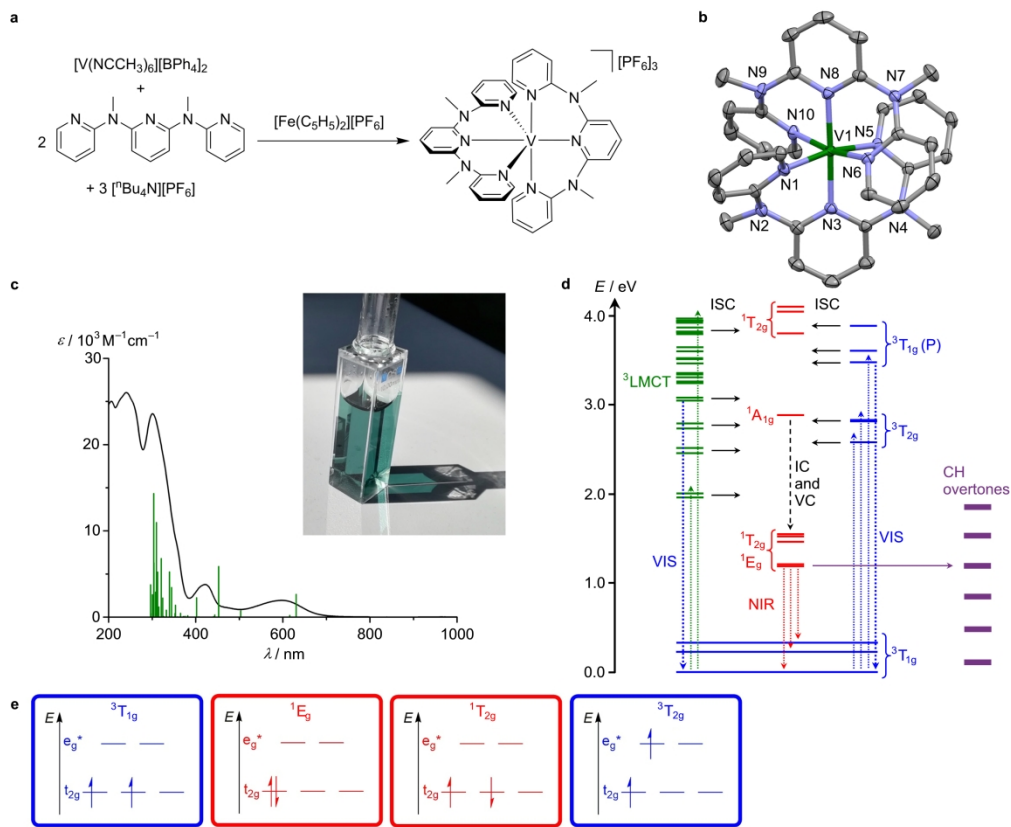 a
[V(NCCH₃)₆][BPh₄]₂
+
2
N N N N N
+ 3 [ⁿBu₄N][PF₆]
[Fe(C₅H₅)₂][PF₆]
[PF₆]₃
N N N N N V N N N N N
b
N9 N8 N7
N10 V1 N5
N1 N6
N2 N3 N4
c
ε / 10³ M⁻¹cm⁻¹
30
20
10
0
200 400 600 800 1000
λ / nm
d
E / eV
4.0
3.0
2.0
1.0
0.0
ISC ISC
¹T₂g
³T₁g (P)
³LMCT
¹A₁g
³T₂g
IC
and
VC
CH
overtones
¹T₂g
¹Eg
VIS
VIS
NIR
³T₁g
e
³T₁g
E
eg*
t₂g
¹Eg
E
eg*
t₂g
¹T₂g
E
eg*
t₂g
³T₂g
E
eg*
t₂g